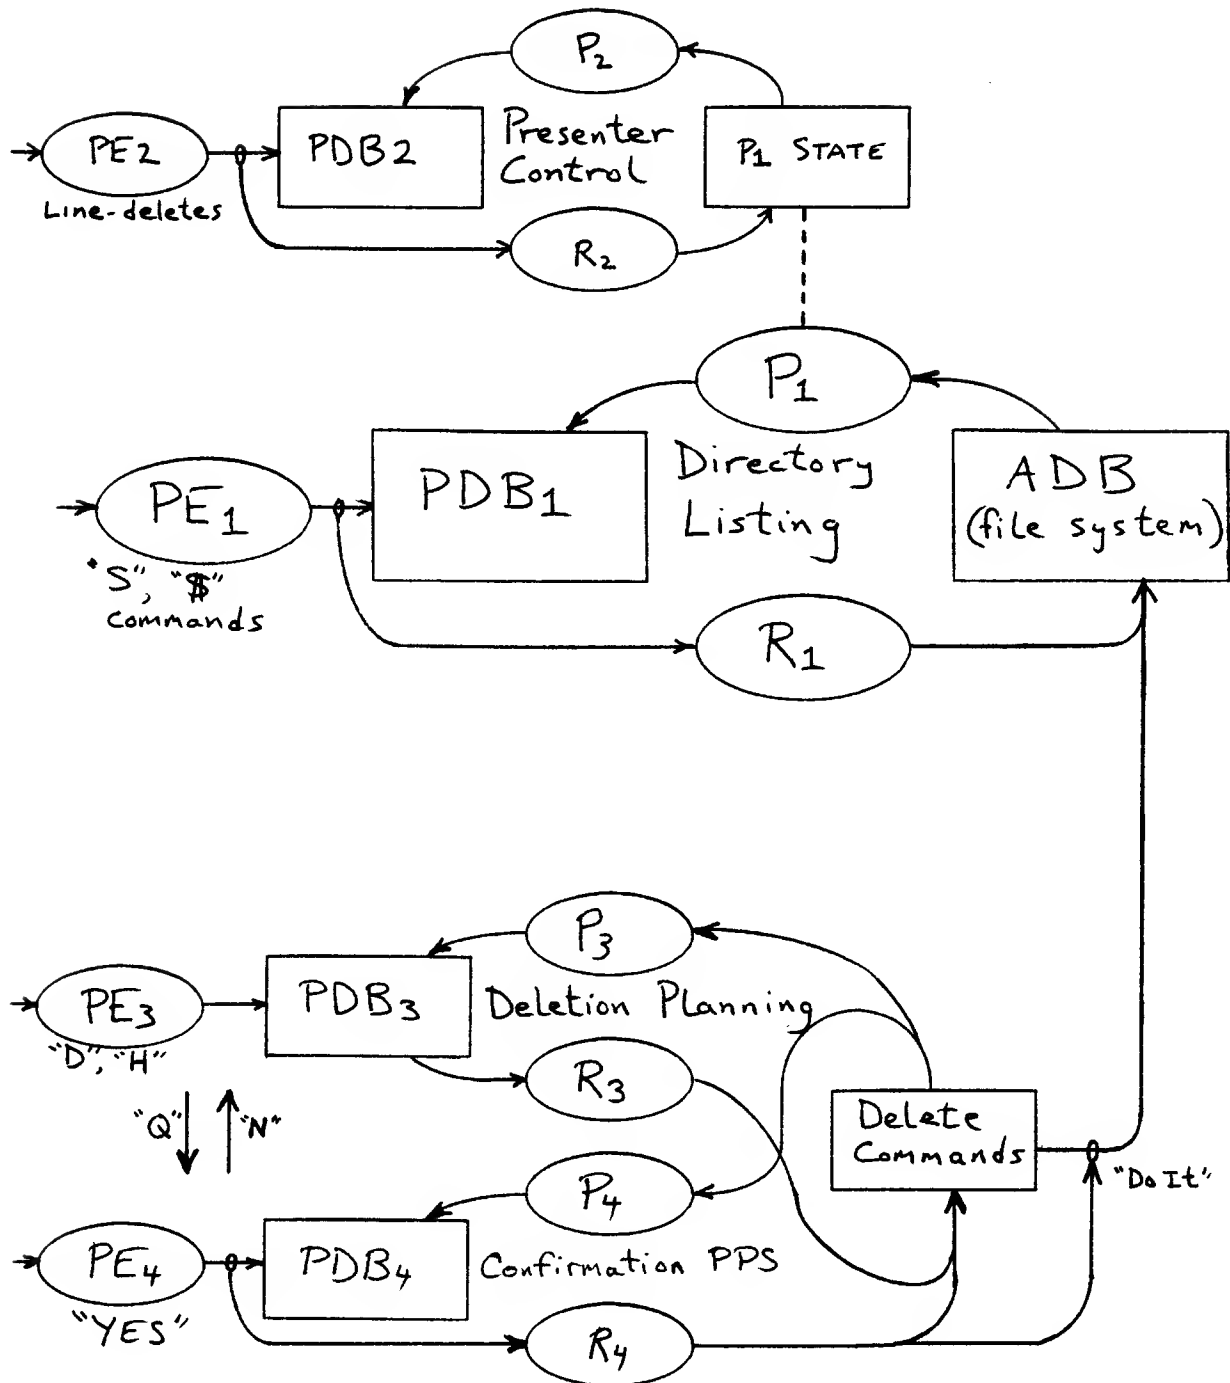 P2
PE2
PDB2
Presenter
Control
P1 STATE
Line-deletes
R2
P1
PE1
PDB1
Directory
Listing
ADB
(file system)
"S", "$"
commands
R1
P3
PE3
PDB3
Deletion Planning
"D", "H"
R3
"Q"
"N"
Delete
Commands
"Do It"
P4
PE4
PDB4
Confirmation PPS
"YES"
R4